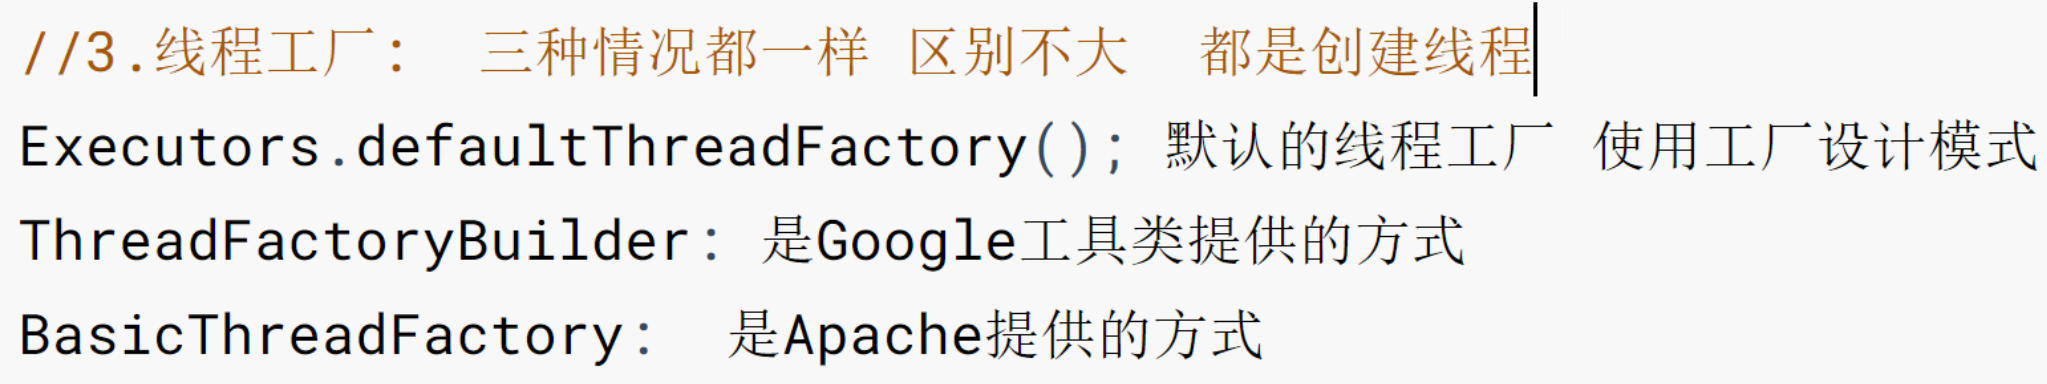 //3.线程工厂： 三种情况都一样 区别不大 都是创建线程
Executors.defaultThreadFactory(); 默认的线程工厂 使用工厂设计模式
ThreadFactoryBuilder: 是Google工具类提供的方式
BasicThreadFactory: 是Apache提供的方式